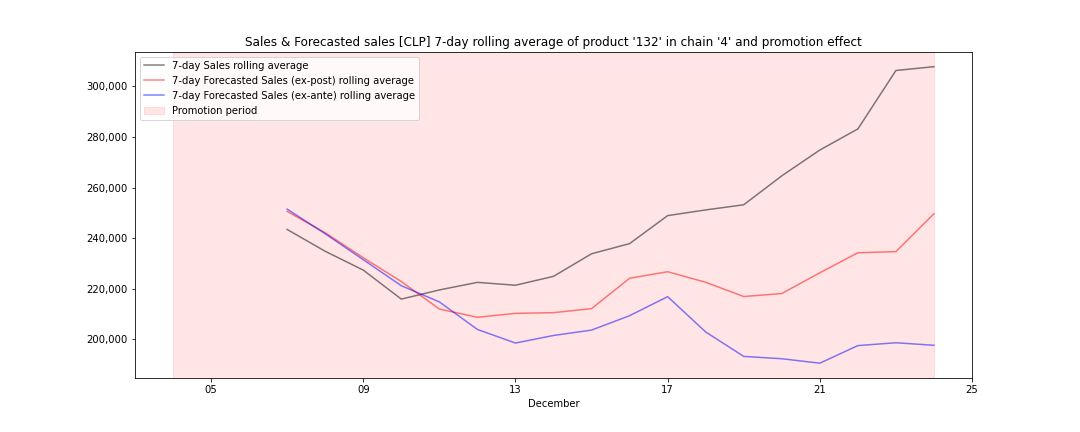 Sales & Forecasted sales [CLP] 7-day rolling average of product '132' in chain '4' and promotion effect
7-day Sales rolling average
7-day Forecasted Sales (ex-post) rolling average
7-day Forecasted Sales (ex-ante) rolling average
Promotion period
300,000
280,000
260,000
240,000
220,000
200,000
05 09 13 17 21 25
December